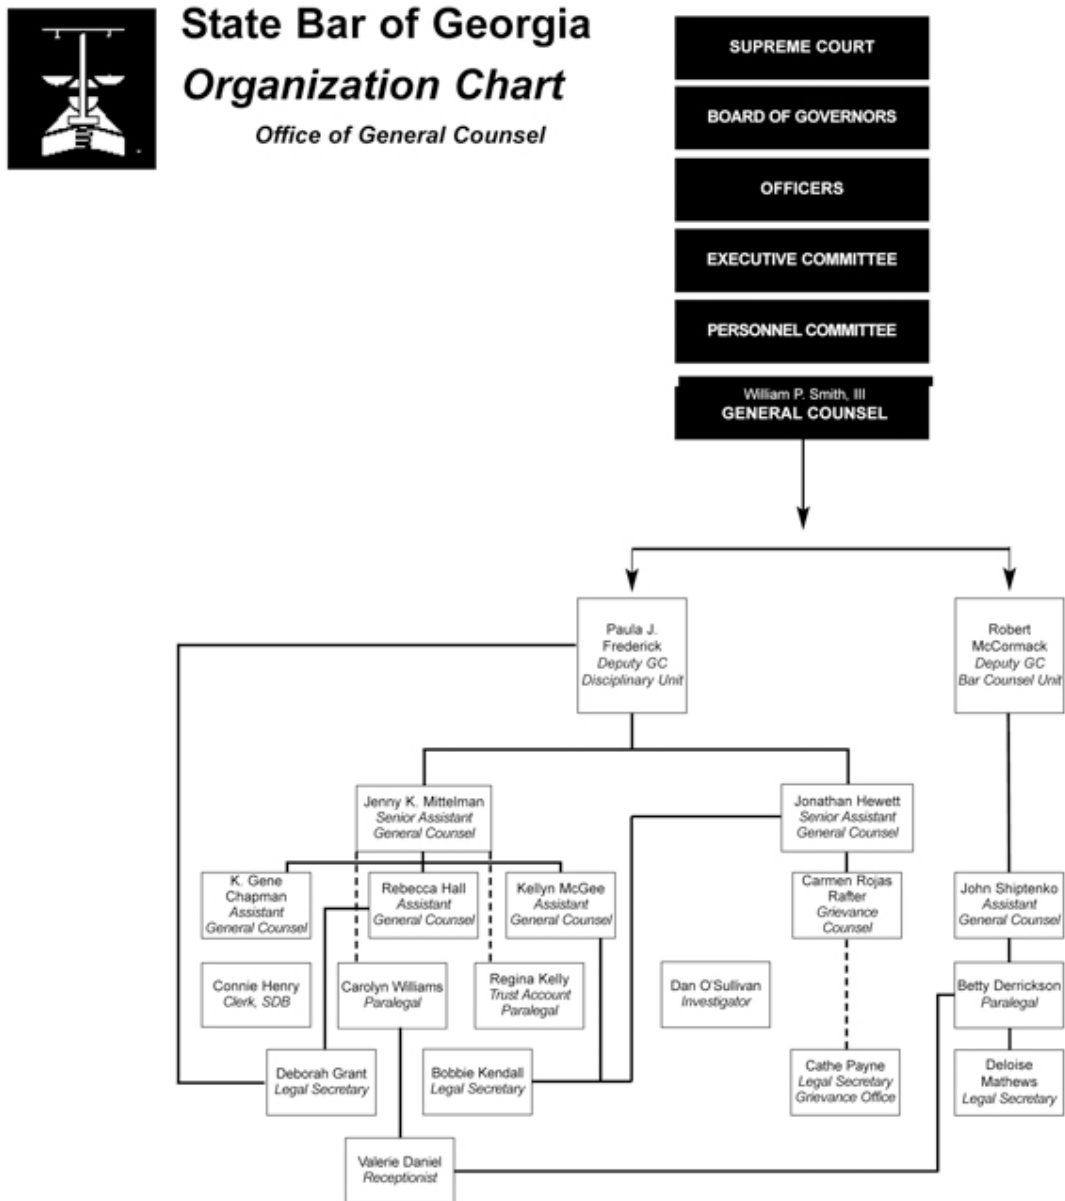 State Bar of Georgia
Organization Chart
Office of General Counsel
SUPREME COURT
BOARD OF GOVERNORS
OFFICERS
EXECUTIVE COMMITTEE
PERSONNEL COMMITTEE
William P. Smith, III
GENERAL COUNSEL
Paula J.
Frederick
Deputy GC
Disciplinary Unit
Robert
McCormack
Deputy GC
Bar Counsel Unit
Jenny K. Mittelman
Senior Assistant
General Counsel
Jonathan Hewett
Senior Assistant
General Counsel
K. Gene
Chapman
Assistant
General Counsel
Rebecca Hall
Assistant
General Counsel
Kellyn McGee
Assistant
General Counsel
Carmen Rojas
Rafter
Grievance
Counsel
John Shiptenko
Assistant
General Counsel
Connie Henry
Clerk, SDB
Carolyn Williams
Paralegal
Regina Kelly
Trust Account
Paralegal
Dan O'Sullivan
Investigator
Betty Derrickson
Paralegal
Deborah Grant
Legal Secretary
Bobbie Kendall
Legal Secretary
Cathe Payne
Legal Secretary
Grievance Office
Deloise
Mathews
Legal Secretary
Valerie Daniel
Receptionist